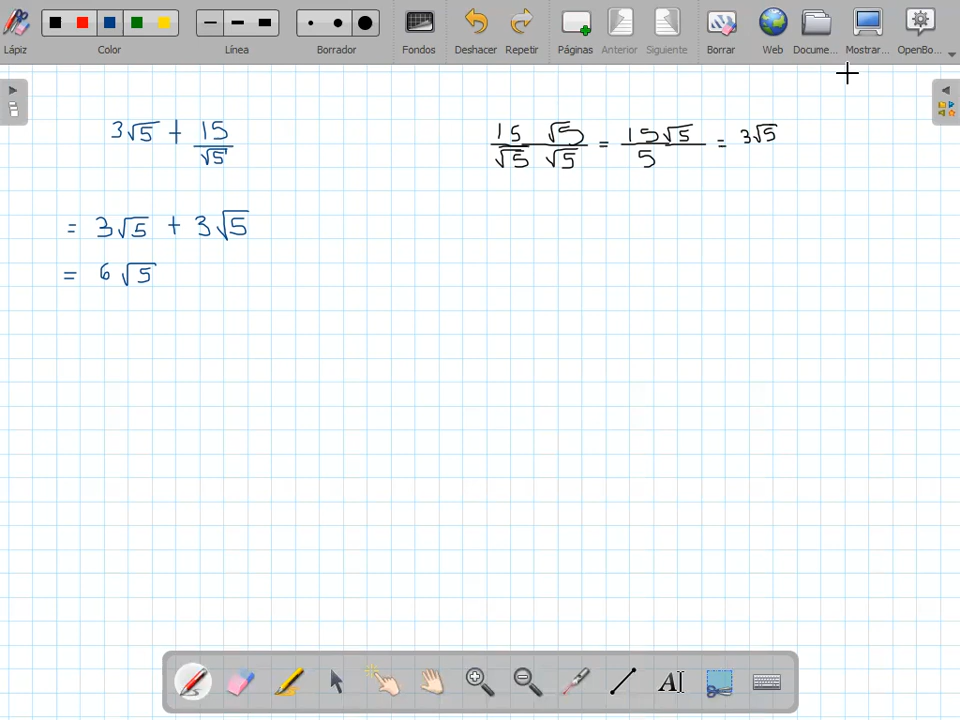 Lápiz Color Línea Borrador Fondos Deshacer Repetir Páginas Anterior Siguiente Borrar Web Docume... Mostrar... OpenBo...
3√5 + 15/√5
15/√5 √5/√5 = 15√5/5 = 3√5
= 3√5 + 3√5
= 6√5
A